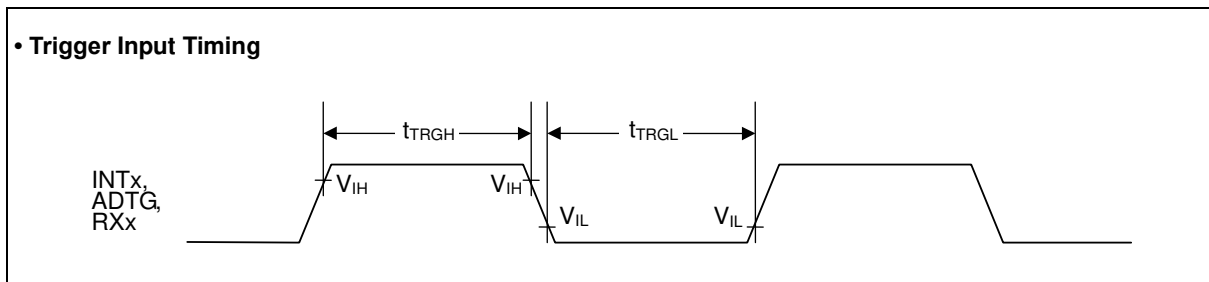 • Trigger Input Timing
tTRGH
tTRGL
INTx,
ADTG,
RXx
VIH
VIH
VIL
VIL